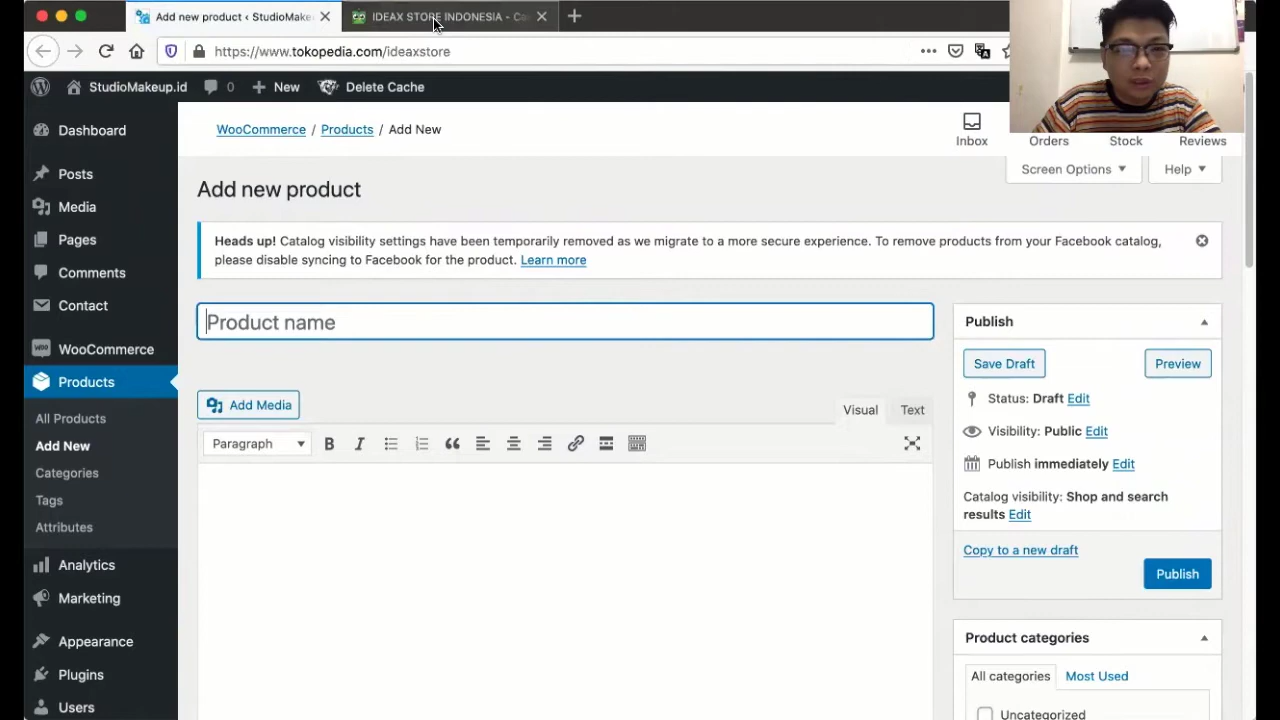 Add new product ‹ StudioMake
IDEAX STORE INDONESIA - Ca
https://www.tokopedia.com/ideaxstore
StudioMakeup.id
0
New
Delete Cache
Dashboard
Posts
Media
Pages
Comments
Contact
WooCommerce
Products
All Products
Add New
Categories
Tags
Attributes
Analytics
Marketing
Appearance
Plugins
Users
WooCommerce / Products / Add New
Inbox
Orders
Stock
Reviews
Screen Options
Help
Add new product
Heads up! Catalog visibility settings have been temporarily removed as we migrate to a more secure experience. To remove products from your Facebook catalog,
please disable syncing to Facebook for the product. Learn more
Product name
Add Media
Visual
Text
Paragraph
B
I
Publish
Save Draft
Preview
Status: Draft Edit
Visibility: Public Edit
Publish immediately Edit
Catalog visibility: Shop and search
results Edit
Copy to a new draft
Publish
Product categories
All categories
Most Used
Uncategorized